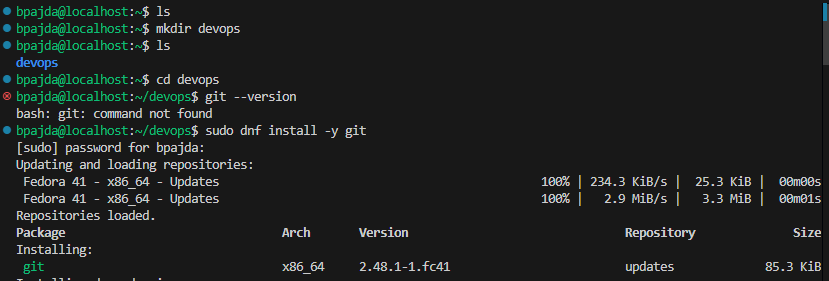 bpajda@localhost:~$ ls
bpajda@localhost:~$ mkdir devops
bpajda@localhost:~$ ls
devops
bpajda@localhost:~$ cd devops
bpajda@localhost:~/devops$ git --version
bash: git: command not found
bpajda@localhost:~/devops$ sudo dnf install -y git
[sudo] password for bpajda:
Updating and loading repositories:
Fedora 41 - x86_64 - Updates 100% | 234.3 KiB/s | 25.3 KiB | 00m00s
Fedora 41 - x86_64 - Updates 100% | 2.9 MiB/s | 3.3 MiB | 00m01s
Repositories loaded.
Package Arch Version Repository Size
Installing:
git x86_64 2.48.1-1.fc41 updates 85.3 KiB